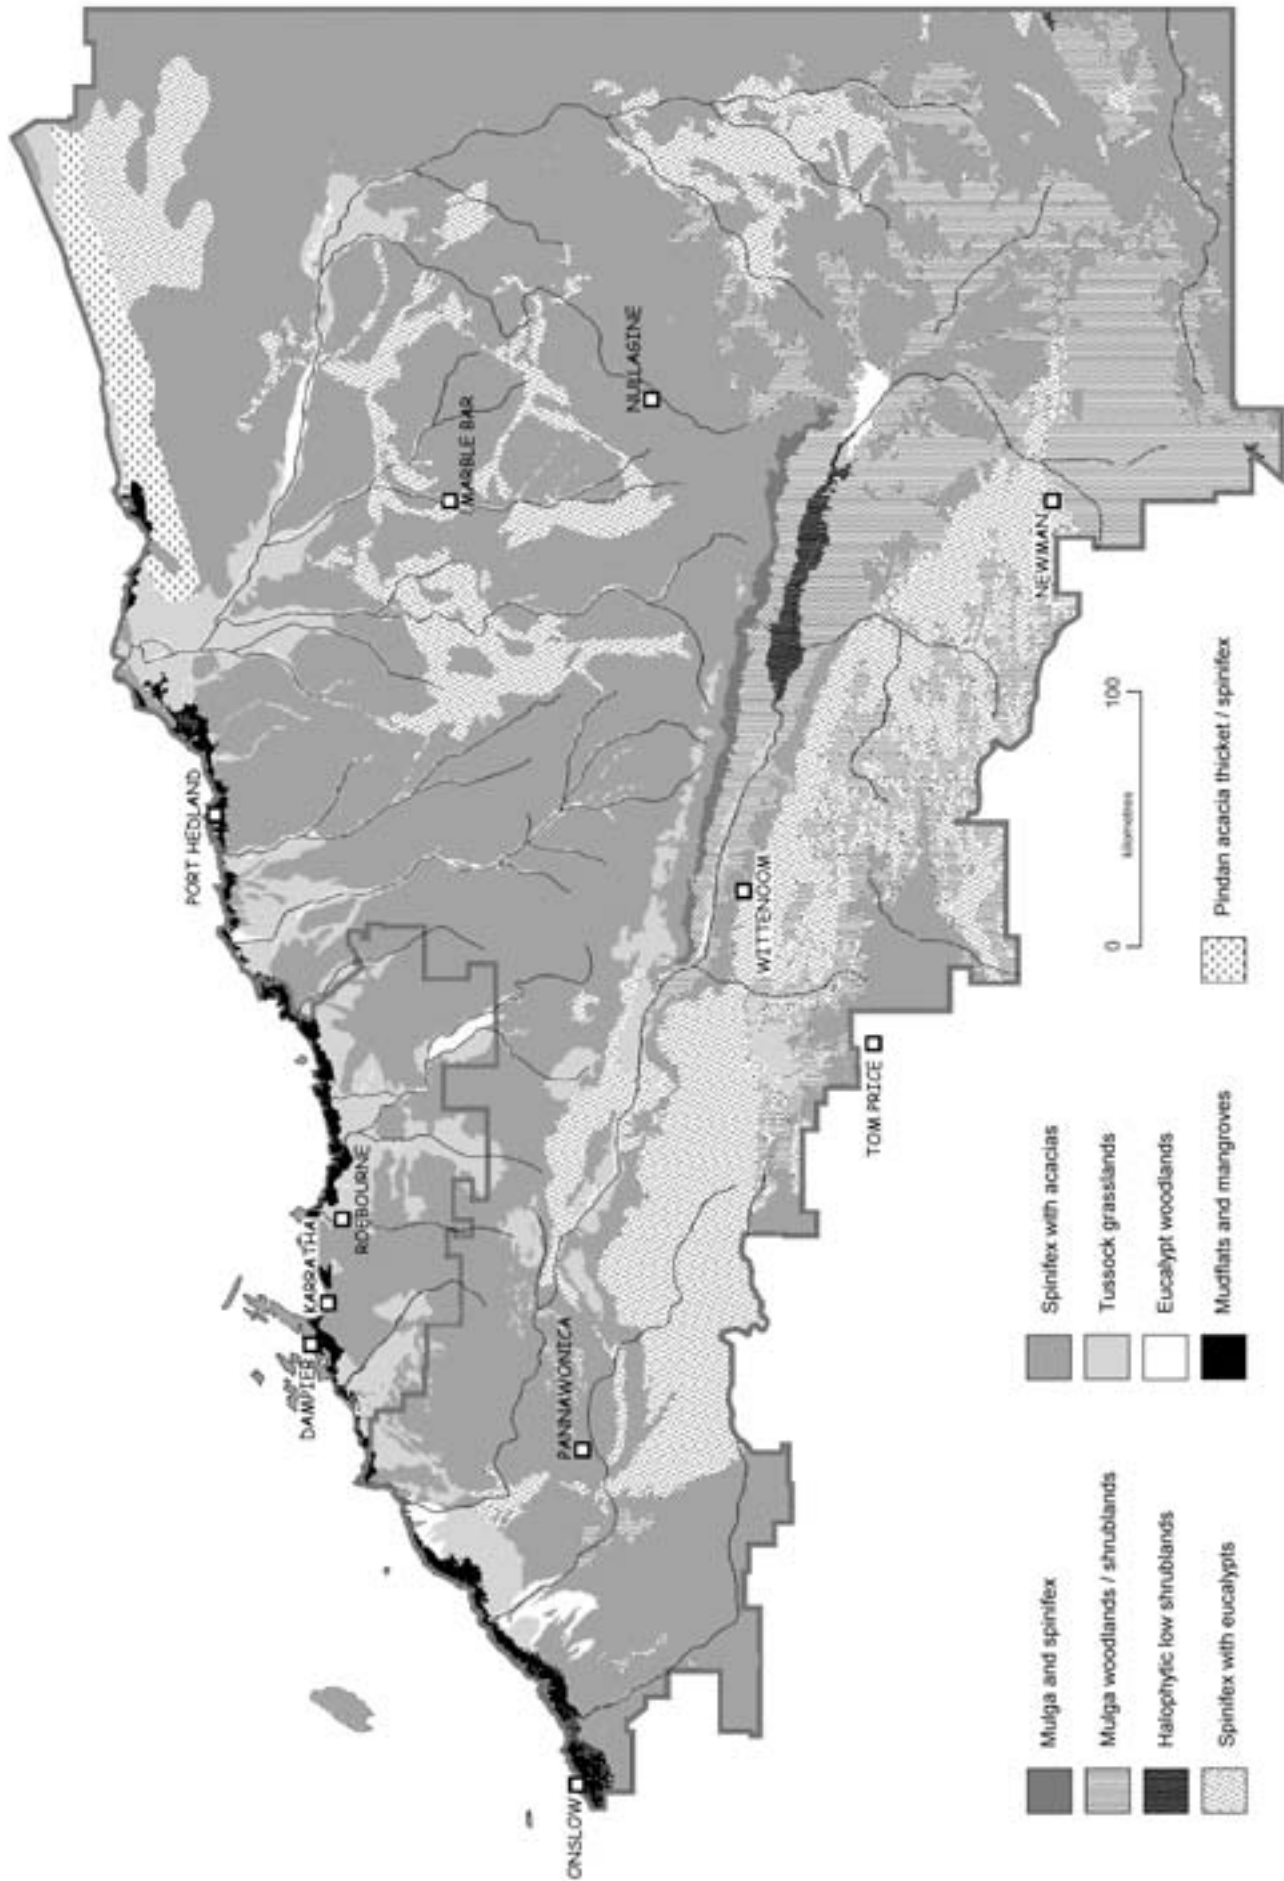 PORT HEDLAND
DAMPIER
KARRATHA
ROEBOURNE
MARBLE BAR
ONSLOW
PANNAWONICA
NULLAGINE
WITTENOOM
TOM PRICE
NEWMAN
Mulga and spinifex
Mulga woodlands / shrublands
Halophytic low shrublands
Spinifex with eucalypts
Spinifex with acacias
Tussock grasslands
Eucalypt woodlands
Mudflats and mangroves
0
100
kilometres
Pindan acacia thicket / spinifex